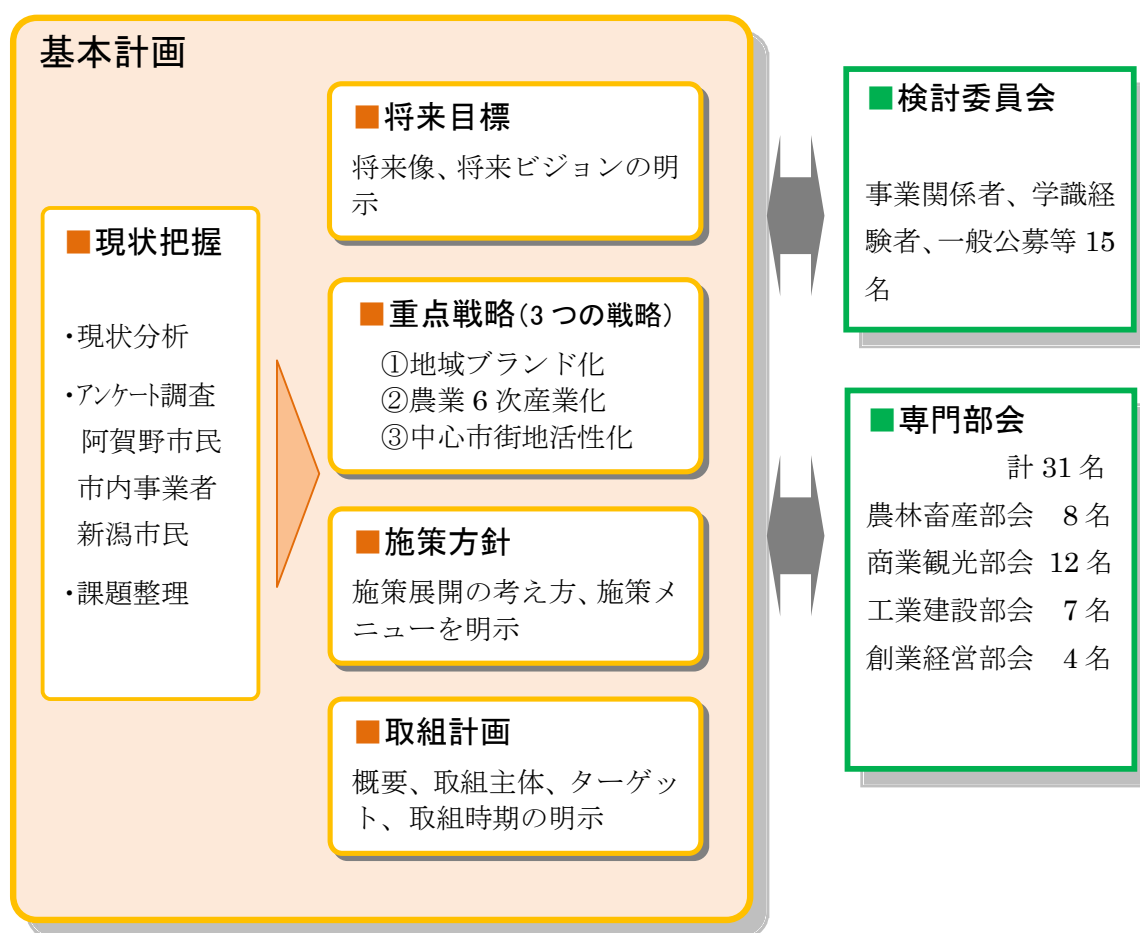 基本計画
■現状把握
・現状分析
・アンケート調査
阿賀野市民
市内事業者
新潟市民
・課題整理
■将来目標
将来像、将来ビジョンの明
示
■重点戦略(3つの戦略)
①地域ブランド化
②農業6次産業化
③中心市街地活性化
■施策方針
施策展開の考え方、施策メ
ニューを明示
■取組計画
概要、取組主体、ターゲッ
ト、取組時期の明示
■検討委員会
事業関係者、学識経
験者、一般公募等 15
名
■専門部会
計 31 名
農林畜産部会 8 名
商業観光部会 12 名
工業建設部会 7 名
創業経営部会 4 名